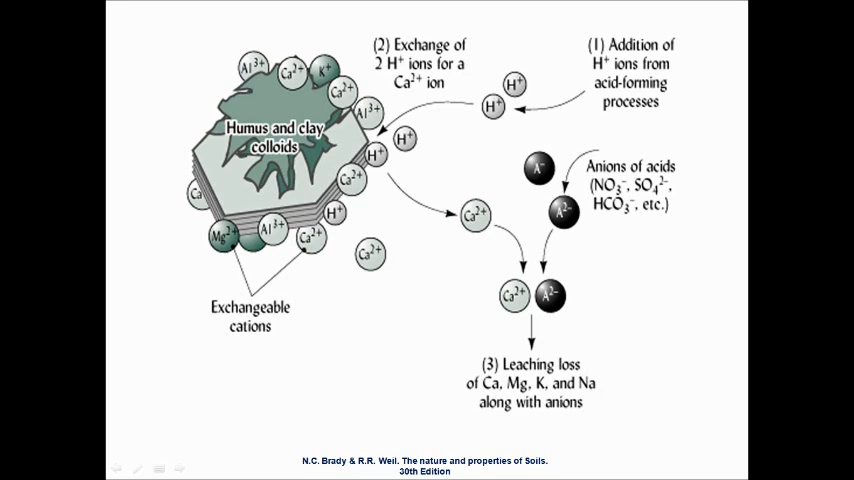 (2) Exchange of
2 H⁺ ions for a
Ca²⁺ ion
(1) Addition of
H⁺ ions from
acid-forming
processes
Al³⁺
Ca²⁺
K⁺
Ca²⁺
Al³⁺
H⁺
H⁺
Humus and clay
colloids
H⁺
H⁺
Ca²⁺
Ca
H⁺
Mg²⁺
Al³⁺
Ca²⁺
Ca²⁺
Ca²⁺
A⁻
A²⁻
Anions of acids
(NO₃⁻, SO₄²⁻,
HCO₃⁻, etc.)
Ca²⁺
A²⁻
Exchangeable
cations
(3) Leaching loss
of Ca, Mg, K, and Na
along with anions
N.C. Brady & R.R. Weil. The nature and properties of Soils.
30th Edition